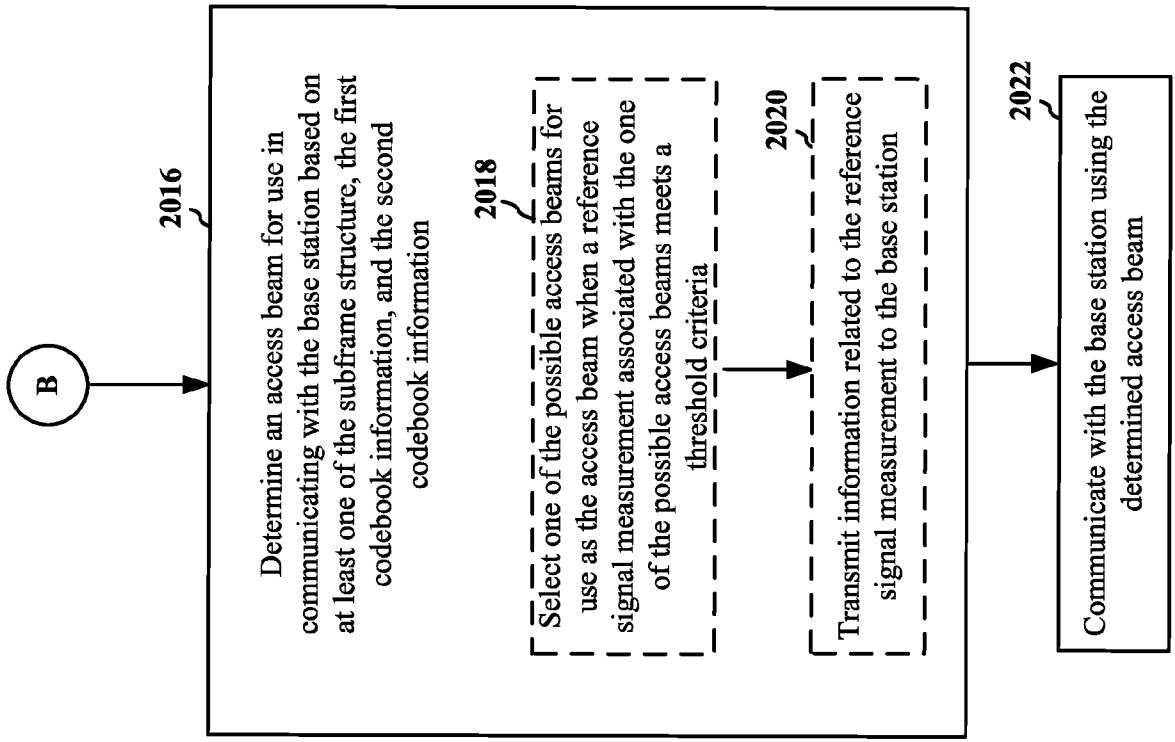 B
2016
Determine an access beam for use in
communicating with the base station based on
at least one of the subframe structure, the first
codebook information, and the second
codebook information
2018
Select one of the possible access beams for
use as the access beam when a reference
signal measurement associated with the one
of the possible access beams meets a
threshold criteria
2020
Transmit information related to the reference
signal measurement to the base station
2022
Communicate with the base station using the
determined access beam